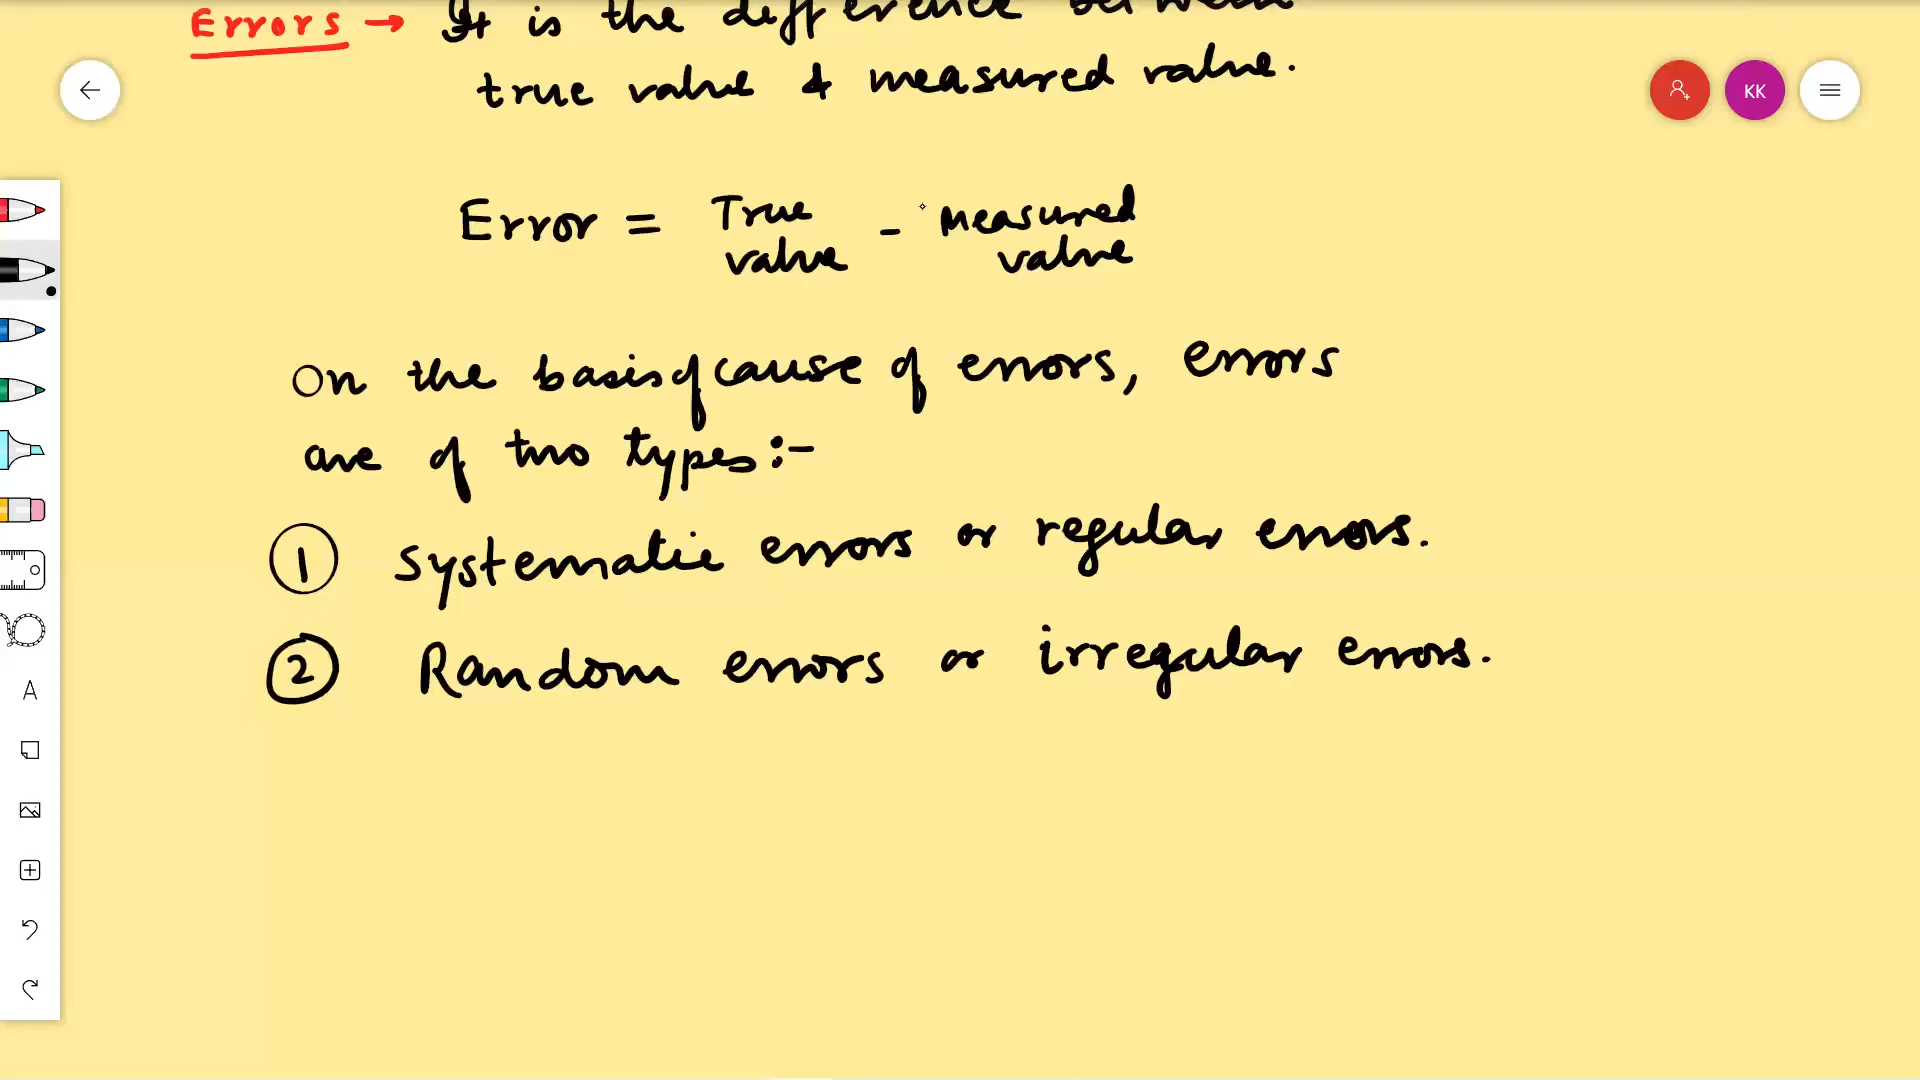 Errors → It is the difference between
true value & measured value.
KK
Error = True value - Measured value
On the basis of cause of errors, errors
are of two types:-
① Systematic errors or regular errors.
② Random errors or irregular errors.
A